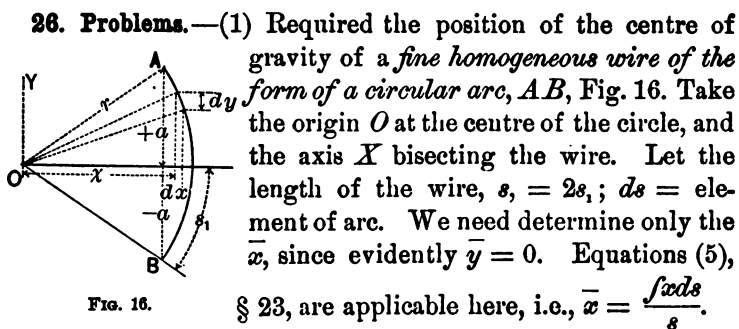 26. Problems.—(1) Required the position of the centre of
gravity of a fine homogeneous wire of the
form of a circular arc, AB, Fig. 16. Take
the origin O at the centre of the circle, and
the axis X bisecting the wire. Let the
length of the wire, s, = 2s₁; ds = ele-
ment of arc. We need determine only the
x̄, since evidently ȳ = 0. Equations (5),
§ 23, are applicable here, i.e., x̄ = ∫xds / s.
Y
A
r
dy
+a
O
x
dx
-a
s₁
B
Fig. 16.